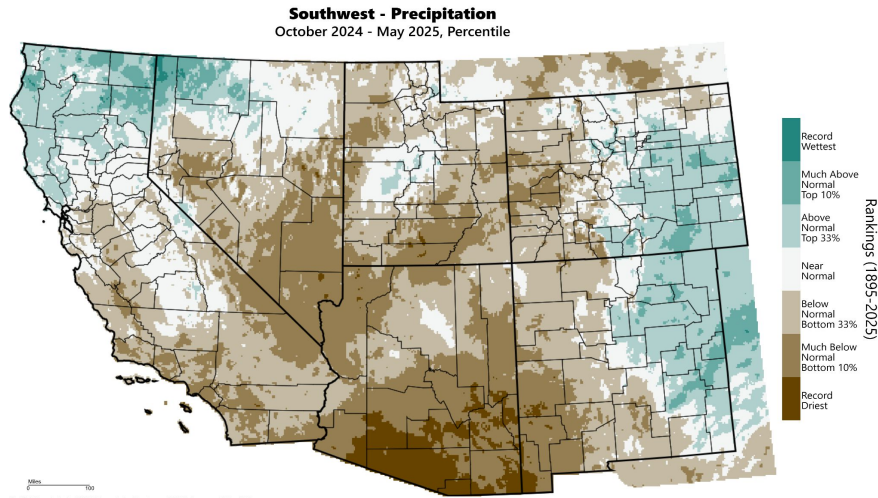 Southwest - Precipitation
October 2024 - May 2025, Percentile
Record
Wettest
Much Above
Normal
Top 10%
Above
Normal
Top 33%
Near
Normal
Below
Normal
Bottom 33%
Much Below
Normal
Bottom 10%
Record
Driest
Rankings (1895-2025)
Miles
0 100